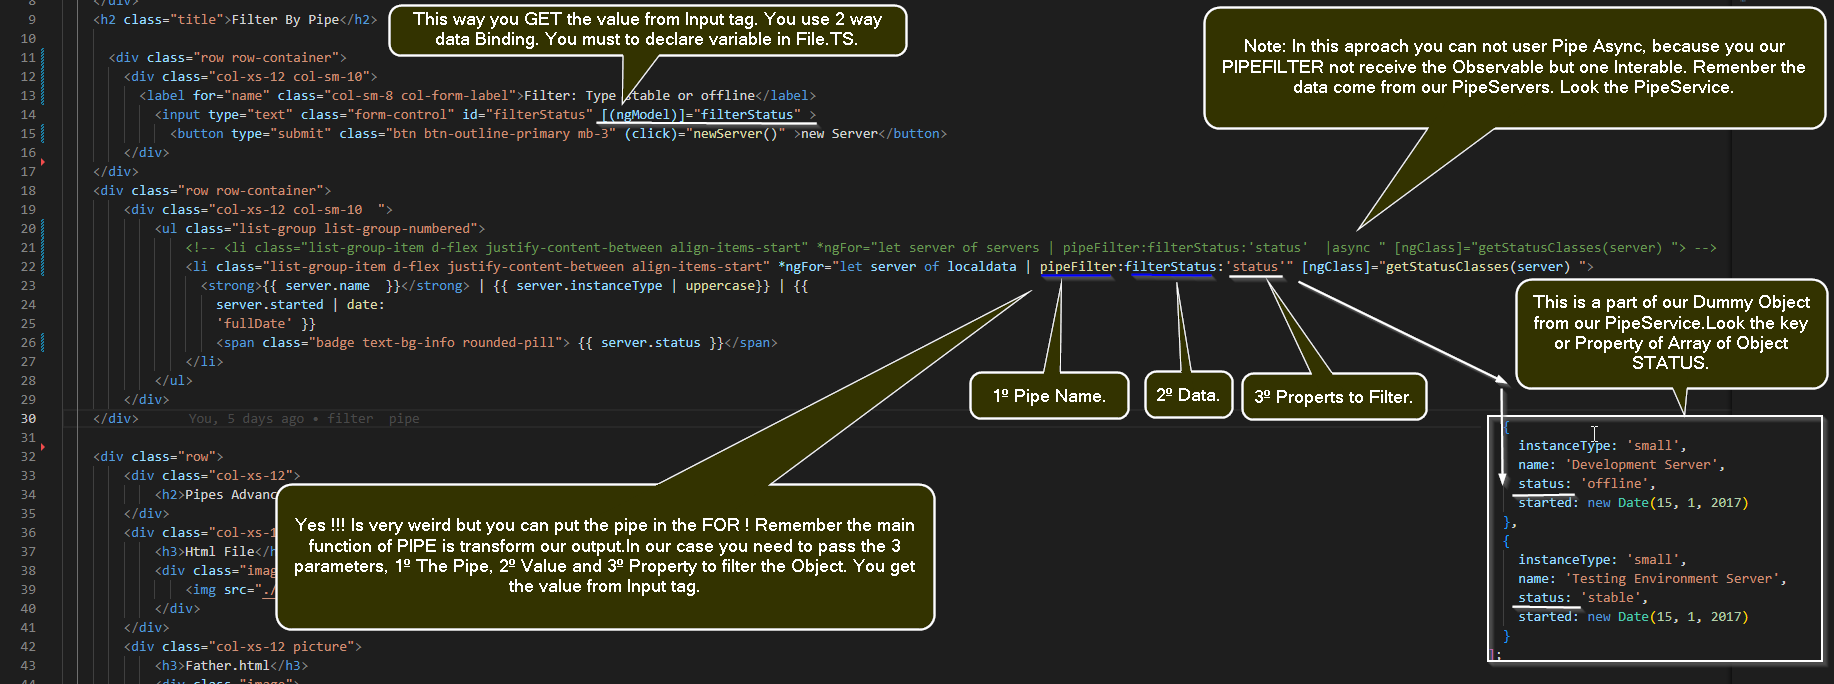 8 </div>
9 <h2 class="title">Filter By Pipe</h2>
10
11 <div class="row row-container">
12 <div class="col-xs-12 col-sm-10">
13 <label for="name" class="col-sm-8 col-form-label">Filter: Type stable or offline</label>
14 <input type="text" class="form-control" id="filterStatus" [(ngModel)]="filterStatus" >
15 <button type="submit" class="btn btn-outline-primary mb-3" (click)="newServer()" >new Server</button>
16 </div>
17 </div>
18 <div class="row row-container">
19 <div class="col-xs-12 col-sm-10  ">
20 <ul class="list-group list-group-numbered">
21 <!-- <li class="list-group-item d-flex justify-content-between align-items-start" *ngFor="let server of servers | pipeFilter:filterStatus:'status'  |async " [ngClass]="getStatusClasses(server) "> -->
22 <li class="list-group-item d-flex justify-content-between align-items-start" *ngFor="let server of localdata | pipeFilter:filterStatus:'status'" [ngClass]="getStatusClasses(server) ">
23 <strong>{{ server.name  }}</strong> | {{ server.instanceType | uppercase}} | {{
24 server.started | date:
25 'fullDate' }}
26 <span class="badge text-bg-info rounded-pill"> {{ server.status }}</span>
27 </li>
28 </ul>
29 </div>
30 </div> You, 5 days ago • filter  pipe
31
32 <div class="row">
33 <div class="col-xs-12">
34 <h2>Pipes Advanc
35 </div>
36 <div class="col-xs-1
37 <h3>Html File</h
38 <div class="imag
39 <img src="./
40 </div>
41 </div>
42 <div class="col-xs-12 picture">
43 <h3>Father.html</h3>
44 <div class="image">
This way you GET the value from Input tag. You use 2 way
data Binding. You must to declare variable in File.TS.
Note: In this aproach you can not user Pipe Async, because you our
PIPEFILTER not receive the Observable but one Interable. Remenber the
data come from our PipeServers. Look the PipeService.
1º Pipe Name.
2º Data.
3º Properts to Filter.
This is a part of our Dummy Object
from our PipeService.Look the key
or Property of Array of Object
STATUS.
Yes !!! Is very weird but you can put the pipe in the FOR ! Remember the main
function of PIPE is transform our output.In our case you need to pass the 3
parameters, 1º The Pipe, 2º Value and 3º Property to filter the Object. You get
the value from Input tag.
{
instanceType: 'small',
name: 'Development Server',
status: 'offline',
started: new Date(15, 1, 2017)
},
{
instanceType: 'small',
name: 'Testing Environment Server',
status: 'stable',
started: new Date(15, 1, 2017)
}
];